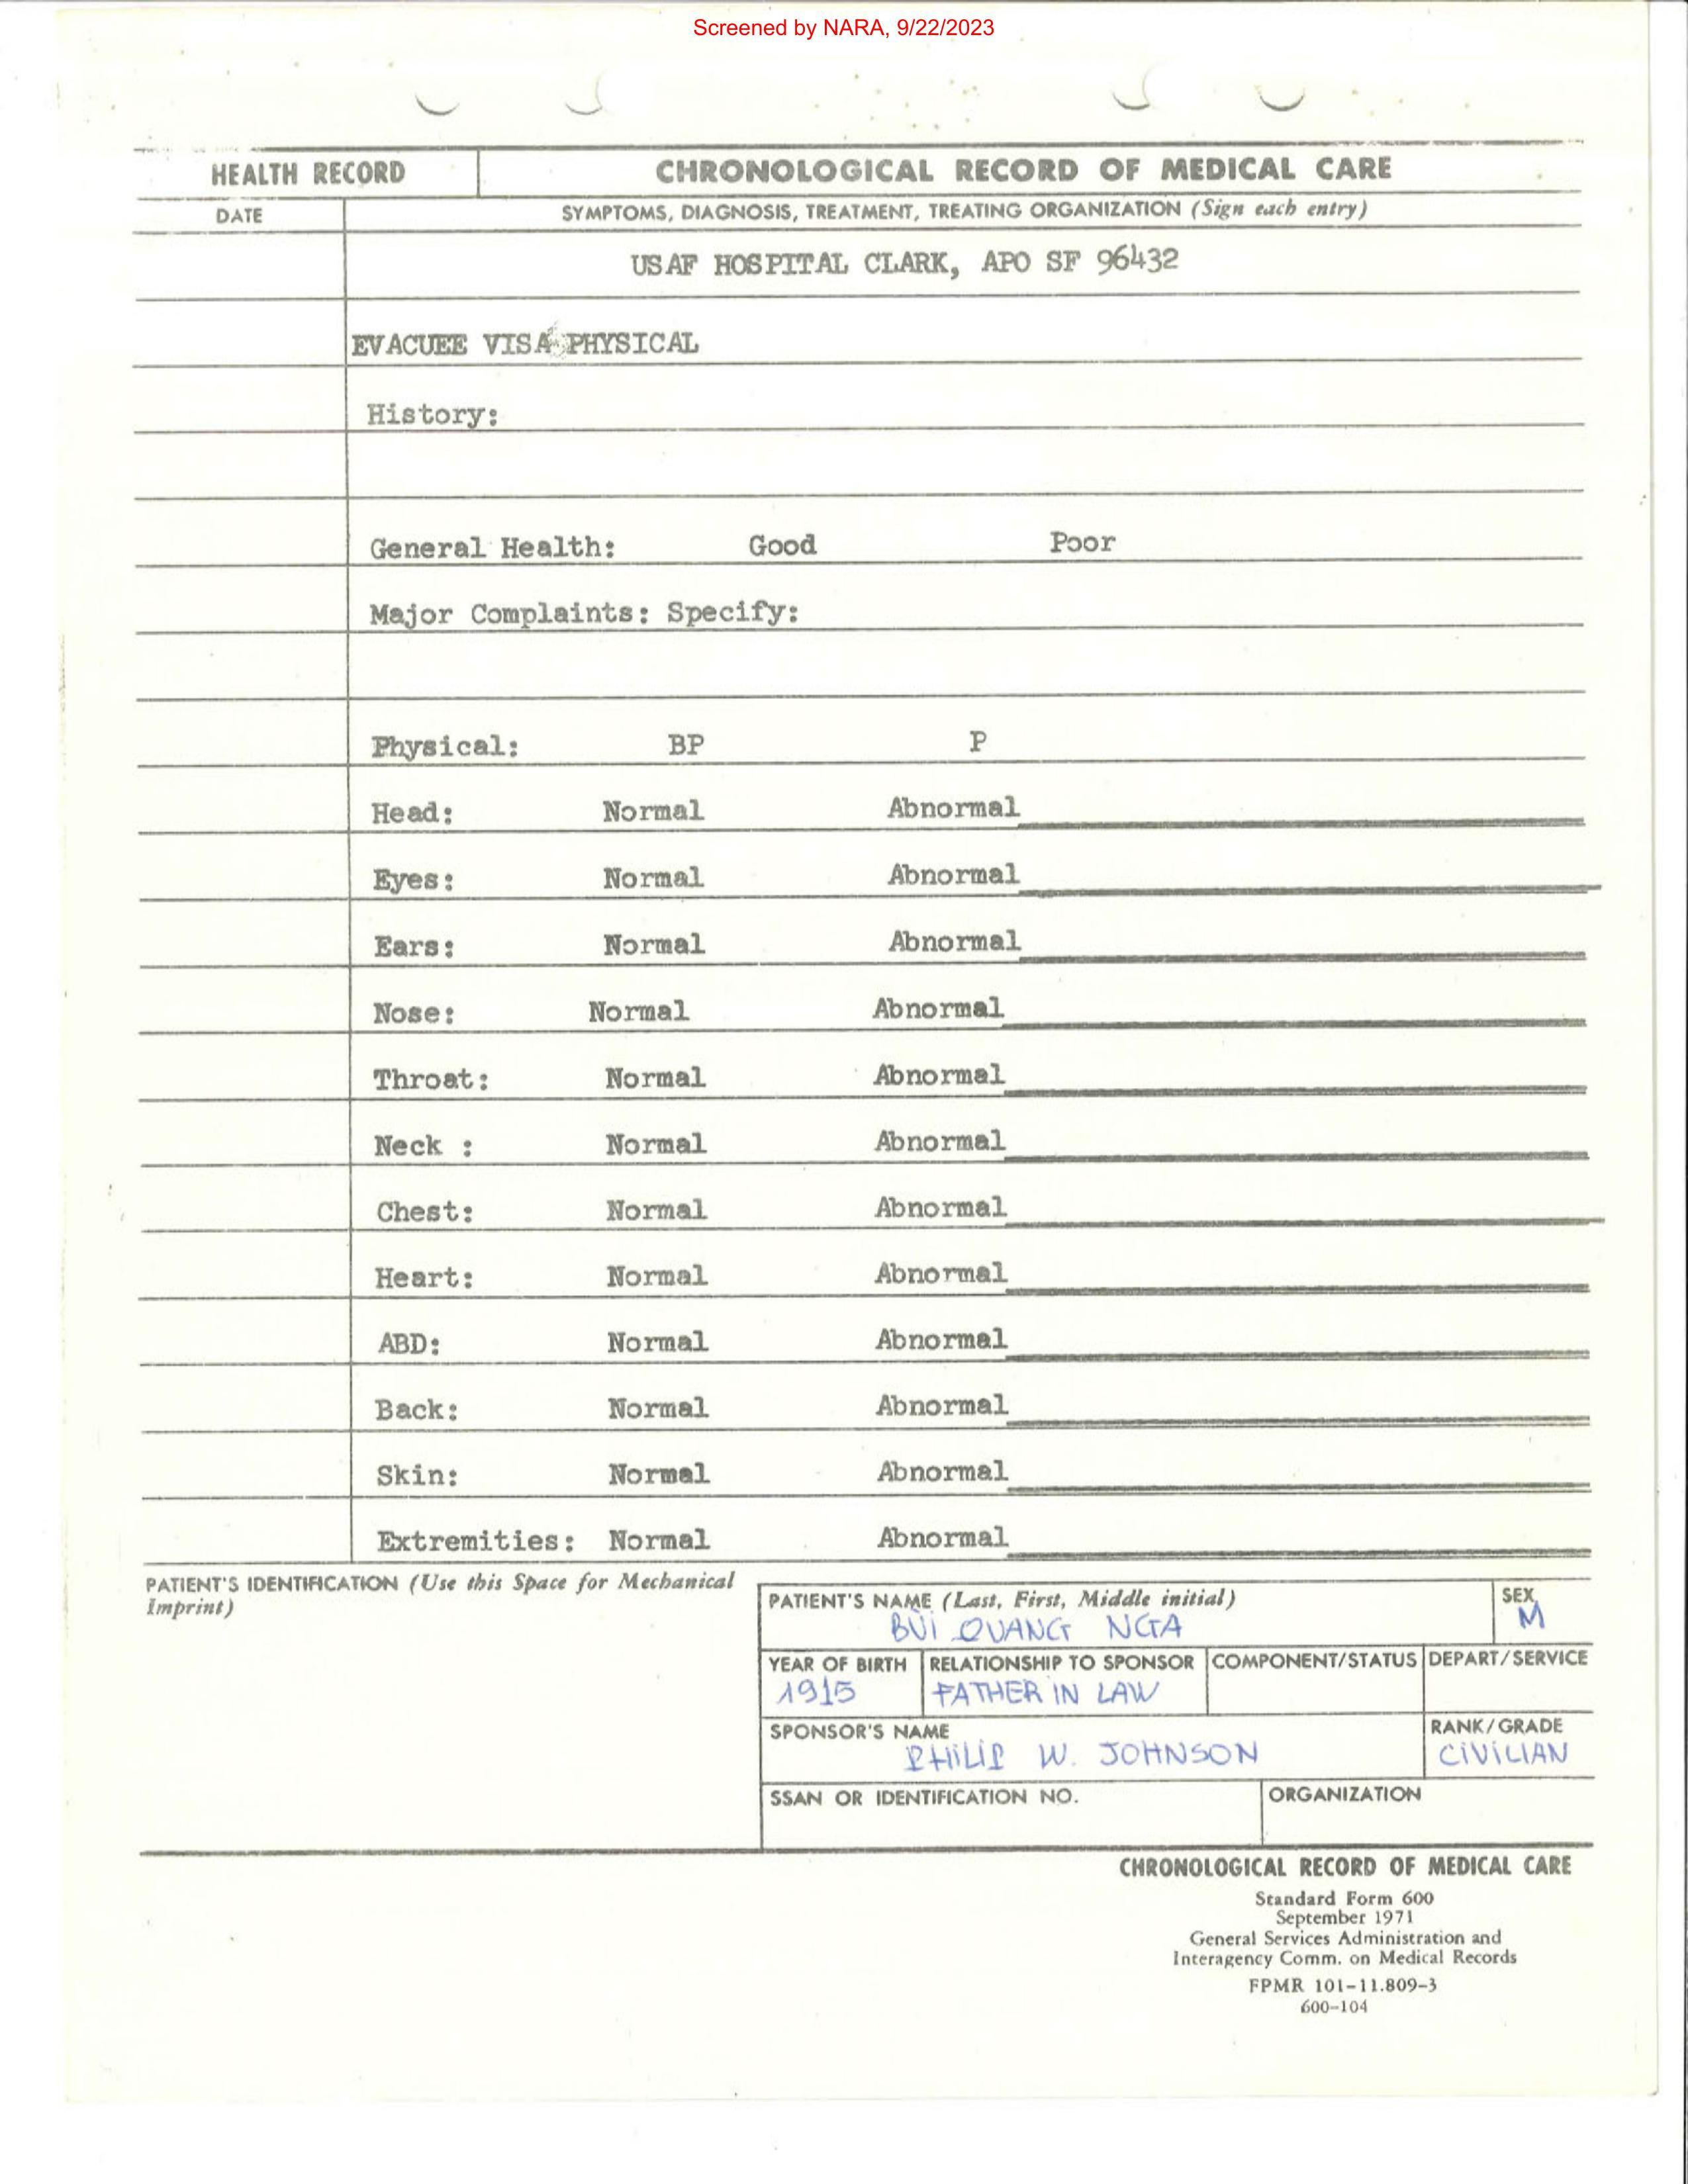 Screened by NARA, 9/22/2023
HEALTH RECORD CHRONOLOGICAL RECORD OF MEDICAL CARE
DATE SYMPTOMS, DIAGNOSIS, TREATMENT, TREATING ORGANIZATION (Sign each entry)
USAF HOSPITAL CLARK, APO SF 96432
EVACUEE VISA PHYSICAL
History:
General Health: Good Poor
Major Complaints: Specify:
Physical: BP P
Head: Normal Abnormal
Eyes: Normal Abnormal
Ears: Normal Abnormal
Nose: Normal Abnormal
Throat: Normal Abnormal
Neck : Normal Abnormal
Chest: Normal Abnormal
Heart: Normal Abnormal
ABD: Normal Abnormal
Back: Normal Abnormal
Skin: Normal Abnormal
Extremities: Normal Abnormal
PATIENT'S IDENTIFICATION (Use this Space for Mechanical
Imprint)
PATIENT'S NAME (Last, First, Middle initial) SEX
BÙI QUANG NGA M
YEAR OF BIRTH RELATIONSHIP TO SPONSOR COMPONENT/STATUS DEPART/SERVICE
1915 FATHER IN LAW
SPONSOR'S NAME RANK/GRADE
PHILIP W. JOHNSON CIVILIAN
SSAN OR IDENTIFICATION NO. ORGANIZATION
CHRONOLOGICAL RECORD OF MEDICAL CARE
Standard Form 600
September 1971
General Services Administration and
Interagency Comm. on Medical Records
FPMR 101-11.809-3
600-104